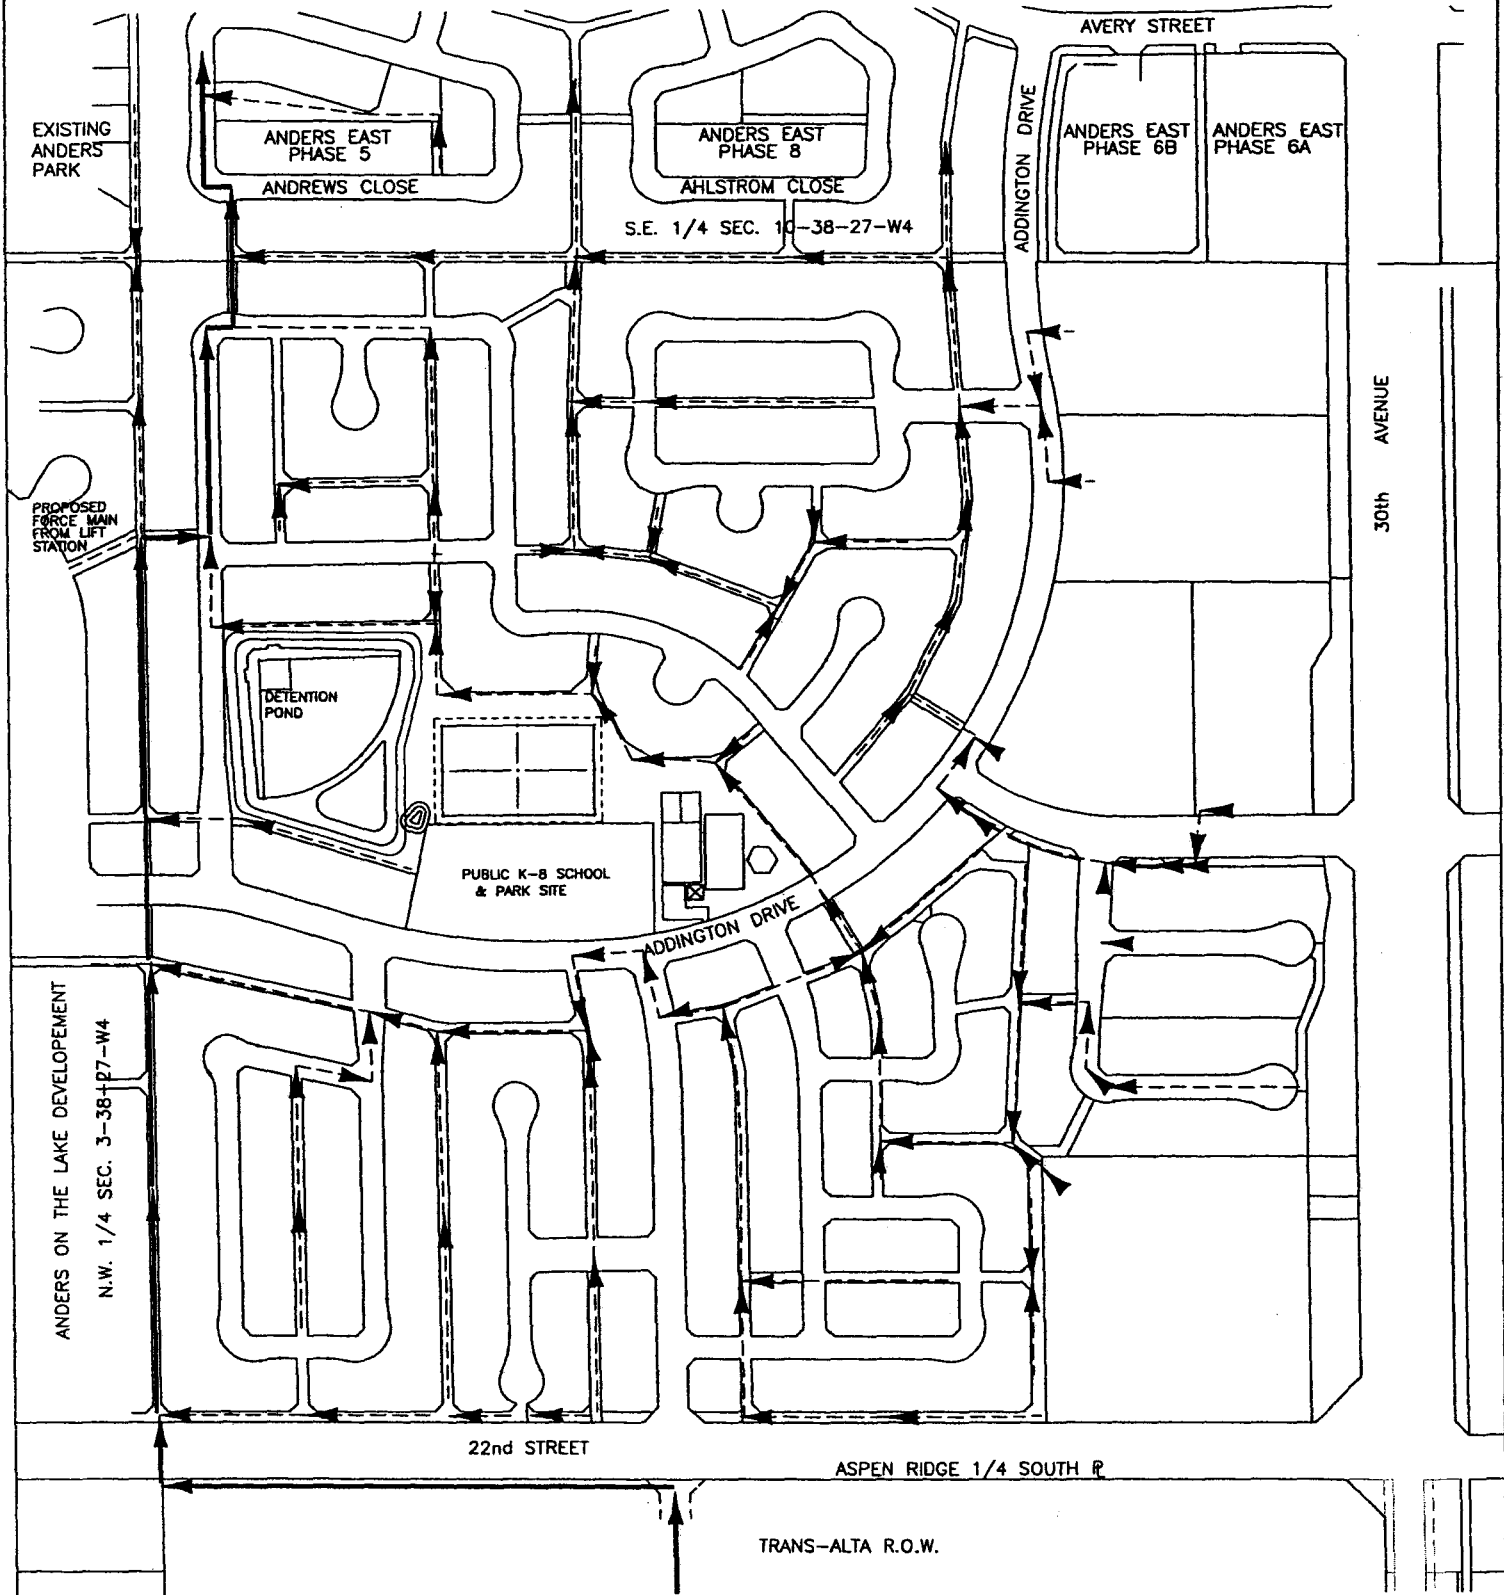 AVERY STREET
EXISTING
ANDERS
PARK
ANDERS EAST
PHASE 5
ANDERS EAST
PHASE 8
ADDINGTON DRIVE
ANDERS EAST
PHASE 6B
ANDERS EAST
PHASE 6A
ANDREWS CLOSE
AHLSTROM CLOSE
S.E. 1/4 SEC. 10-38-27-W4
30th AVENUE
PROPOSED
FORCE MAIN
FROM LIFT
STATION
DETENTION
POND
PUBLIC K-8 SCHOOL
& PARK SITE
ADDINGTON DRIVE
ANDERS ON THE LAKE DEVELOPEMENT
N.W. 1/4 SEC. 3-38-27-W4
22nd STREET
ASPEN RIDGE 1/4 SOUTH ⅊
TRANS-ALTA R.O.W.